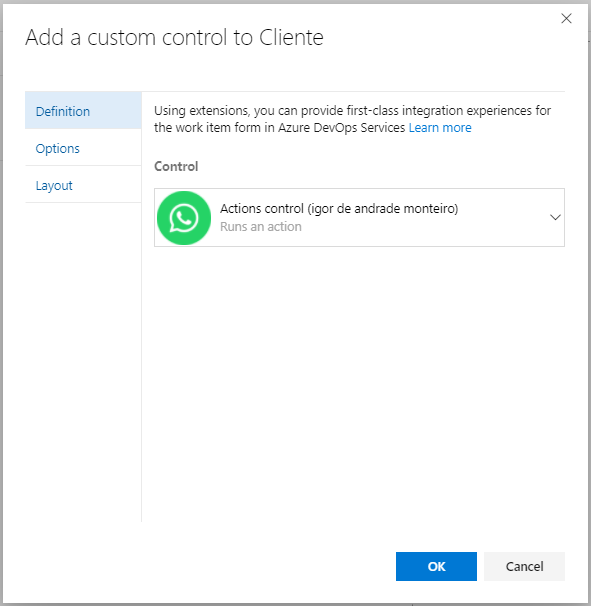 Add a custom control to Cliente
Definition
Options
Layout
Using extensions, you can provide first-class integration experiences for
the work item form in Azure DevOps Services Learn more
Control
Actions control (igor de andrade monteiro)
Runs an action
OK
Cancel